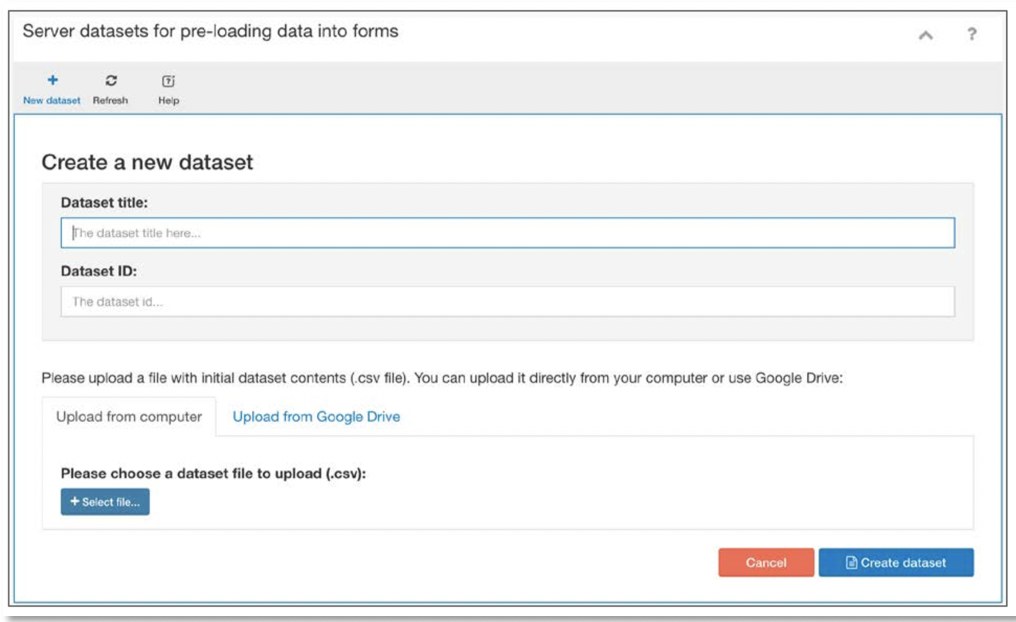 Server datasets for pre-loading data into forms
?
New dataset Refresh Help
Create a new dataset
Dataset title:
The dataset title here...
Dataset ID:
The dataset id...
Please upload a file with initial dataset contents (.csv file). You can upload it directly from your computer or use Google Drive:
Upload from computer Upload from Google Drive
Please choose a dataset file to upload (.csv):
+ Select file...
Cancel Create dataset